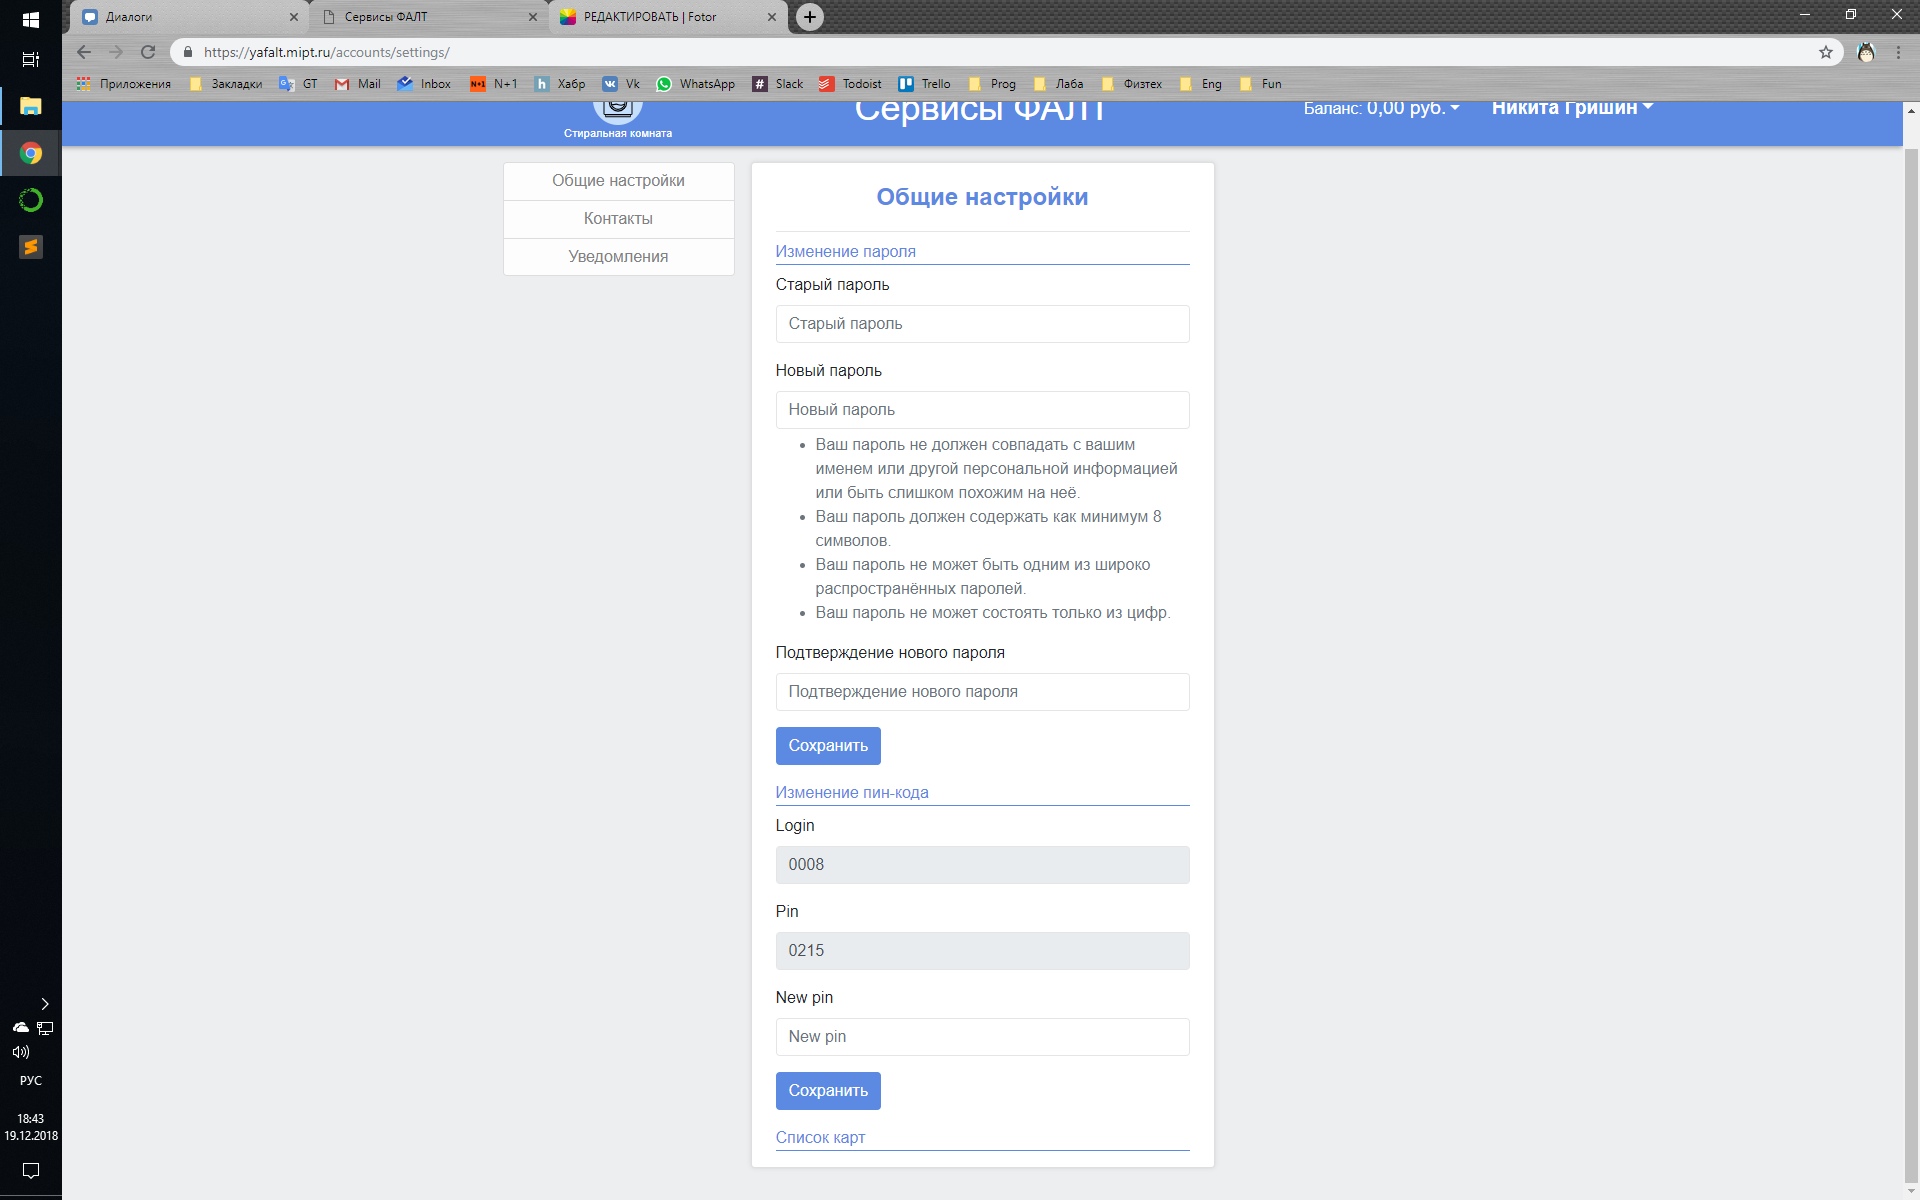 Диалоги
Сервисы ФАЛТ
РЕДАКТИРОВАТЬ | Fotor
https://yafalt.mipt.ru/accounts/settings/
Приложения Закладки GT Mail Inbox N+1 Хабр Vk WhatsApp Slack Todoist Trello Prog Лаба Физтех Eng Fun
Стиральная комната
Сервисы ФАЛТ
Баланс: 0,00 руб.
Никита Гришин
Общие настройки
Контакты
Уведомления
Общие настройки
Изменение пароля
Старый пароль
Старый пароль
Новый пароль
Новый пароль
Ваш пароль не должен совпадать с вашим
именем или другой персональной информацией
или быть слишком похожим на неё.
Ваш пароль должен содержать как минимум 8
символов.
Ваш пароль не может быть одним из широко
распространённых паролей.
Ваш пароль не может состоять только из цифр.
Подтверждение нового пароля
Подтверждение нового пароля
Сохранить
Изменение пин-кода
Login
0008
Pin
0215
New pin
New pin
Сохранить
Список карт
РУС
18:43
19.12.2018